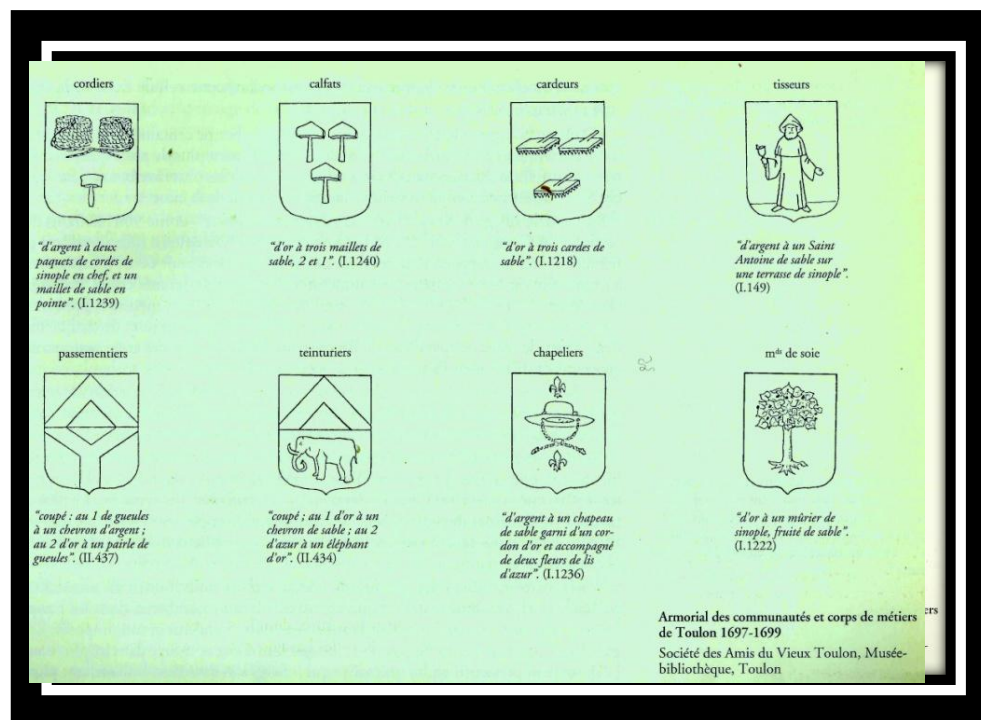 cordiers
"d'argent à deux
paquets de cordes de
sinople en chef, et un
maillet de sable en
pointe". (I.1239)
calfats
"d'or à trois maillets de
sable, 2 et 1". (I.1240)
cardeurs
"d'or à trois cardes de
sable". (I.1218)
tisseurs
"d'argent à un Saint
Antoine de sable sur
une terrasse de sinople".
(I.149)
passementiers
"coupé : au 1 de gueules
à un chevron d'argent ;
au 2 d'or à un pairle de
gueules". (II.437)
teinturiers
"coupé ; au 1 d'or à un
chevron de sable ; au 2
d'azur à un éléphant
d'or". (II.434)
chapeliers
"d'argent à un chapeau
de sable garni d'un cor-
don d'or et accompagné
de deux fleurs de lis
d'azur". (I.1236)
mds de soie
"d'or à un mûrier de
sinople, fruité de sable".
(I.1222)
Armorial des communautés et corps de métiers
de Toulon 1697-1699
Société des Amis du Vieux Toulon, Musée-
bibliothèque, Toulon
ers